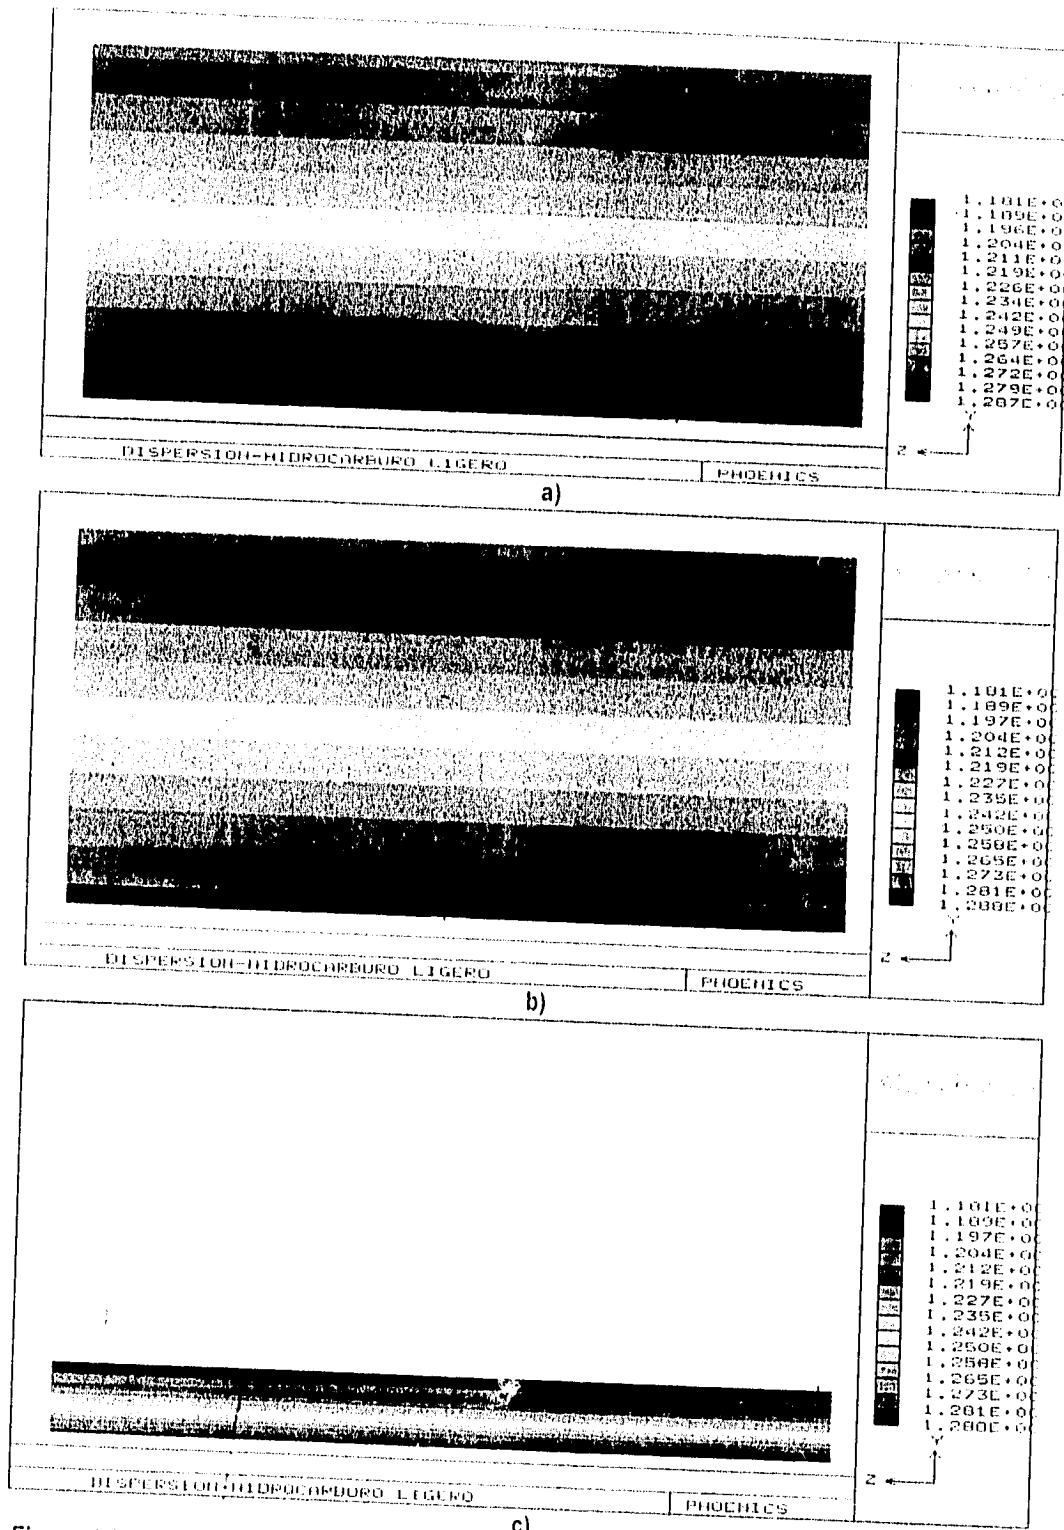 1.181E+0
1.189E+0
1.196E+0
1.204E+0
1.211E+0
1.219E+0
1.226E+0
1.234E+0
1.242E+0
1.249E+0
1.257E+0
1.264E+0
1.272E+0
1.279E+0
1.287E+0
Y
Z
DISPERSION-HIDROCARBURO LIGERO
PHOENICS
a)
1.181E+0
1.189E+0
1.197E+0
1.204E+0
1.212E+0
1.219E+0
1.227E+0
1.235E+0
1.242E+0
1.250E+0
1.258E+0
1.265E+0
1.273E+0
1.281E+0
1.288E+0
Y
Z
DISPERSION-HIDROCARBURO LIGERO
PHOENICS
b)
1.181E+0
1.189E+0
1.197E+0
1.204E+0
1.212E+0
1.219E+0
1.227E+0
1.235E+0
1.242E+0
1.250E+0
1.258E+0
1.265E+0
1.273E+0
1.281E+0
1.288E+0
Y
Z
DISPERSION-HIDROCARBURO LIGERO
PHOENICS
c)